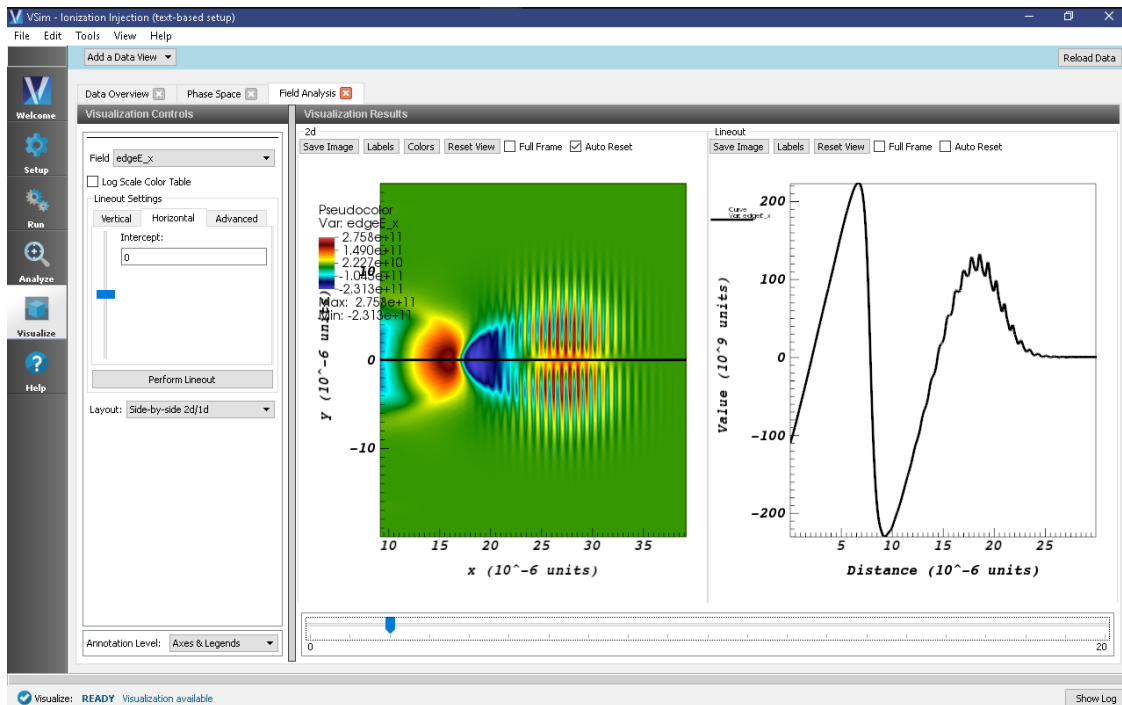 VSim - Ionization Injection (text-based setup)
File Edit Tools View Help
Add a Data View
Reload Data
Data Overview
Phase Space
Field Analysis
Welcome
Setup
Run
Analyze
Visualize
Help
Visualization Controls
Field edgeE_x
Log Scale Color Table
Lineout Settings
Vertical Horizontal Advanced
Intercept:
0
Perform Lineout
Layout: Side-by-side 2d/1d
Annotation Level: Axes & Legends
Visualization Results
2d
Save Image Labels Colors Reset View Full Frame Auto Reset
Pseudocolor
Var: edgeE_x
2.758e+11
1.490e+11
2.227e+10
-1.045e+11
-2.313e+11
Max: 2.758e+11
Min: -2.313e+11
10
0
-10
y (10^-6 units)
10 15 20 25 30 35
x (10^-6 units)
Lineout
Save Image Labels Reset View Full Frame Auto Reset
Curve
Var: edgeE_x
200
100
0
-100
-200
Value (10^9 units)
5 10 15 20 25
Distance (10^-6 units)
0 20
Visualize: READY Visualization available
Show Log